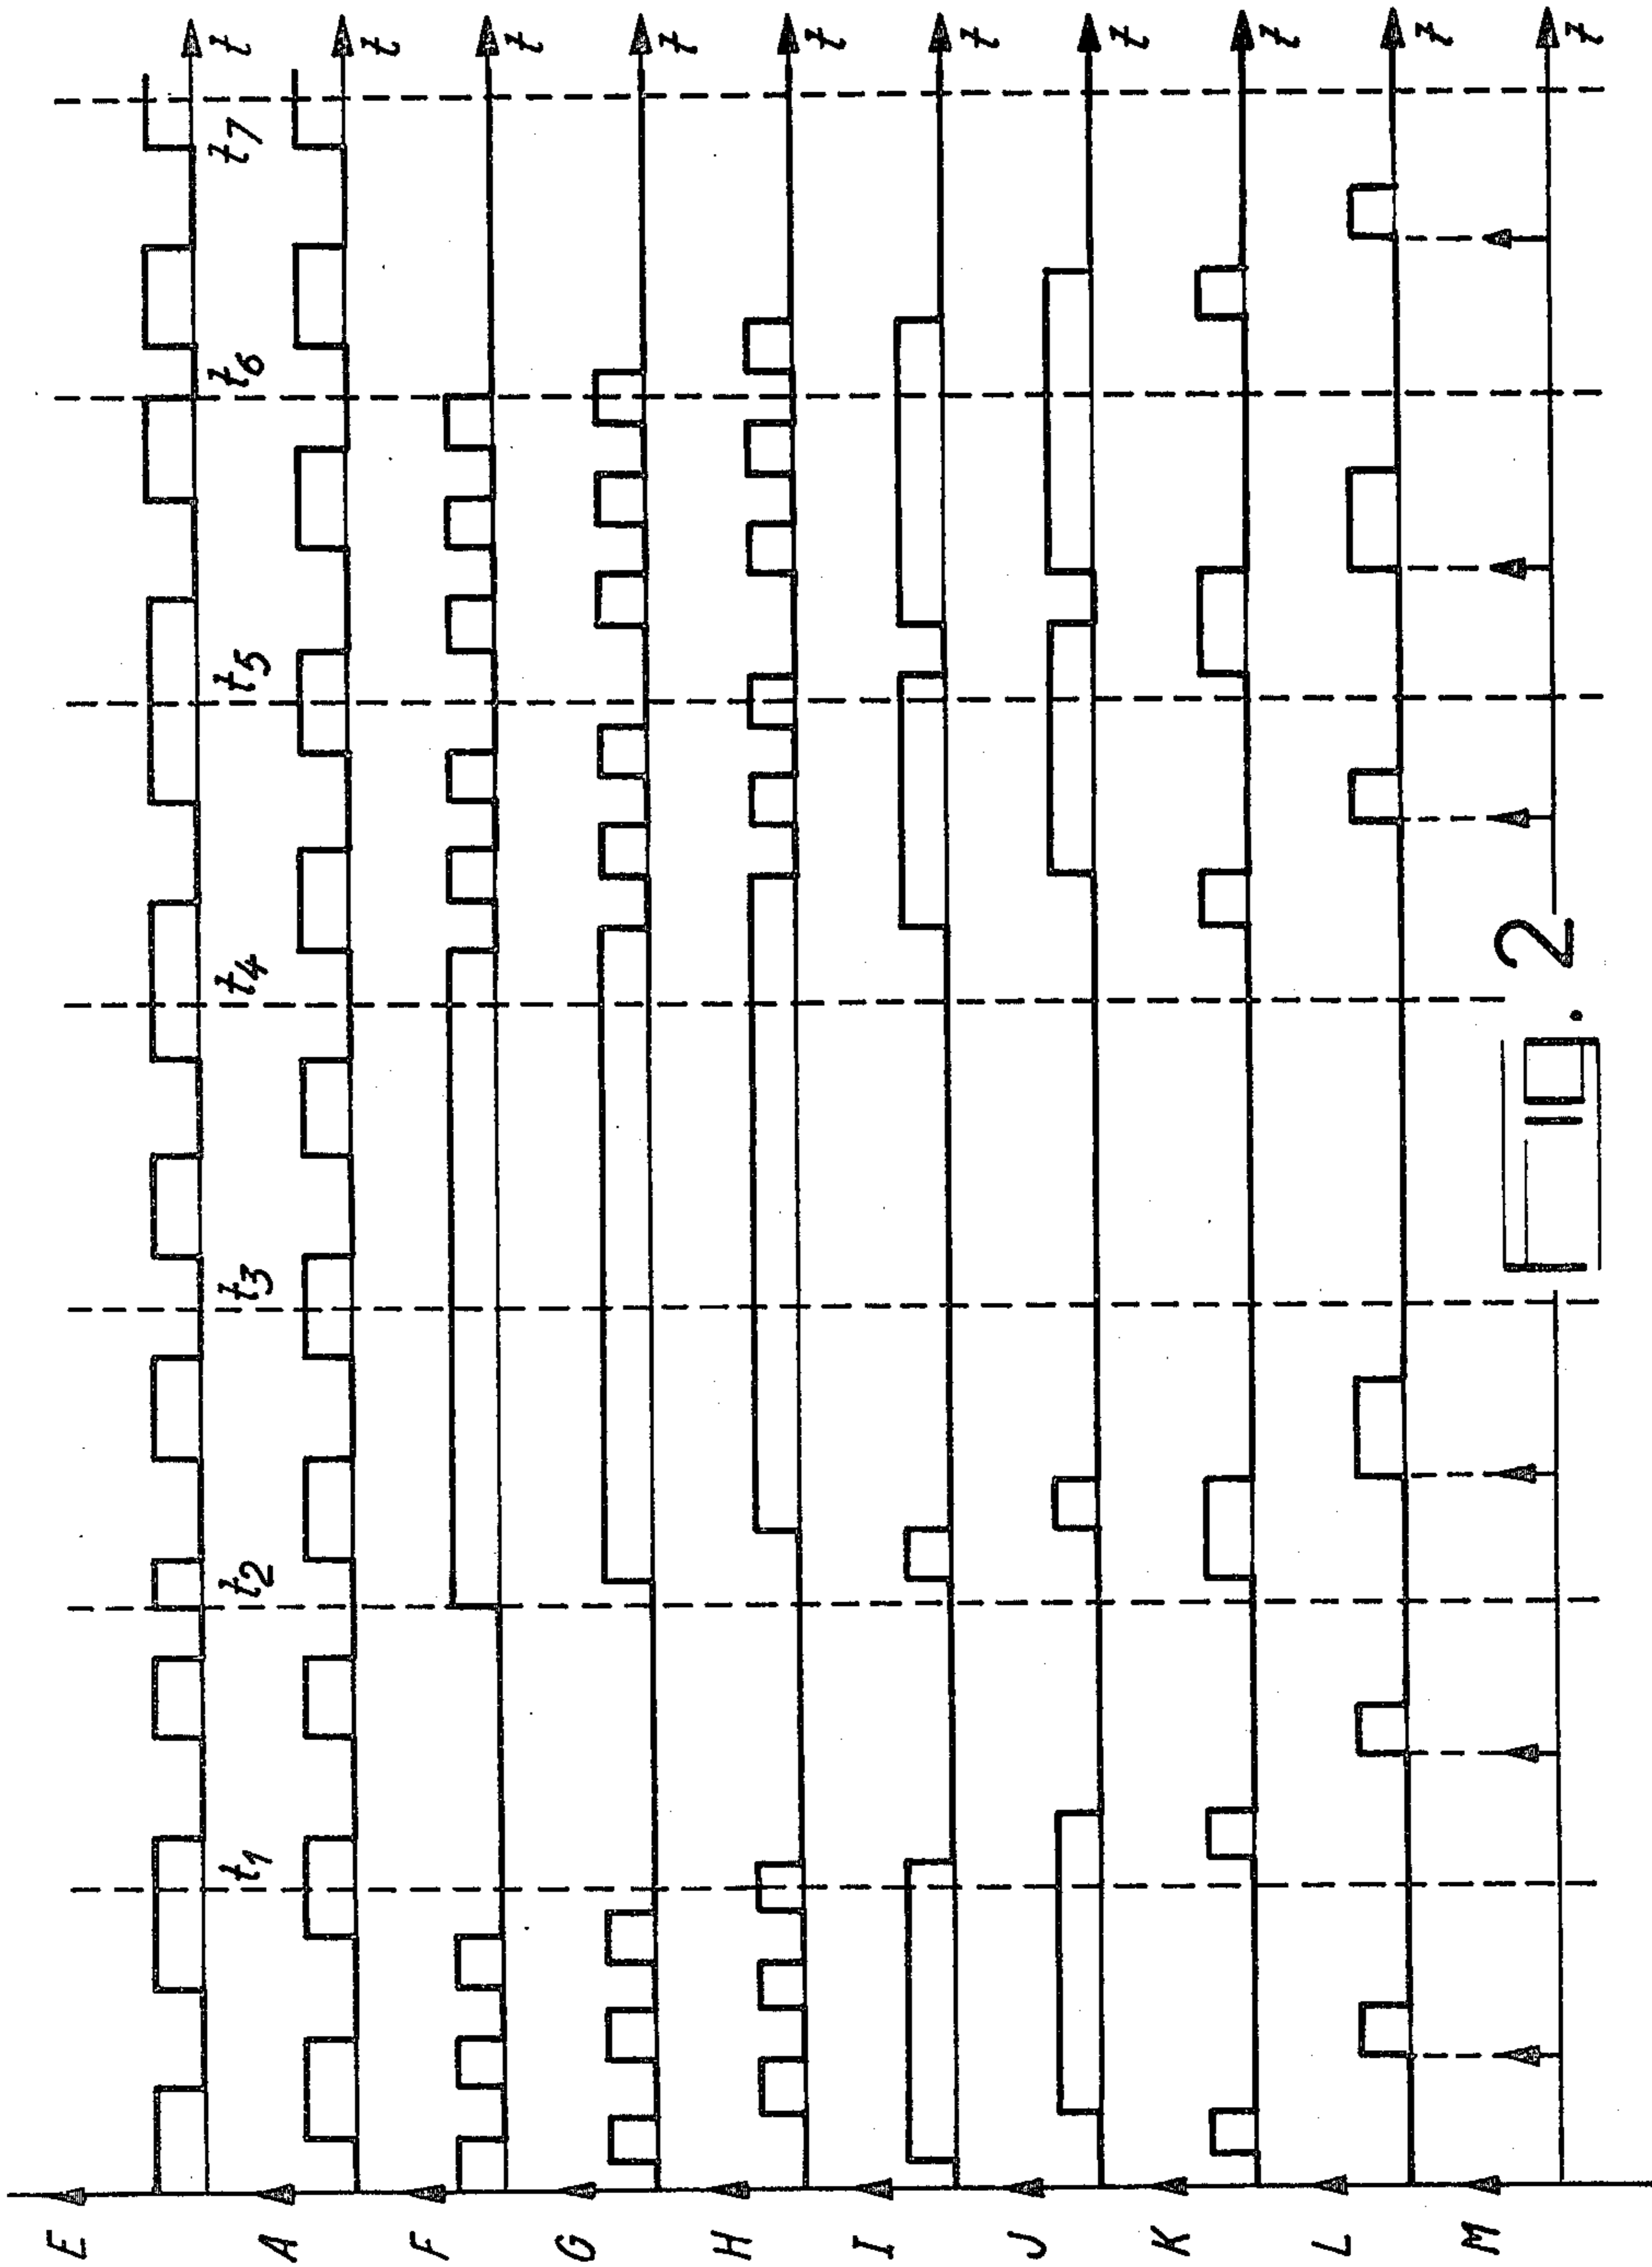 E t
t1 t2 t3 t4 t5 t6 t7
A t
F t
G t
H t
I t
J t
K t
L t
M t
FIG. 2